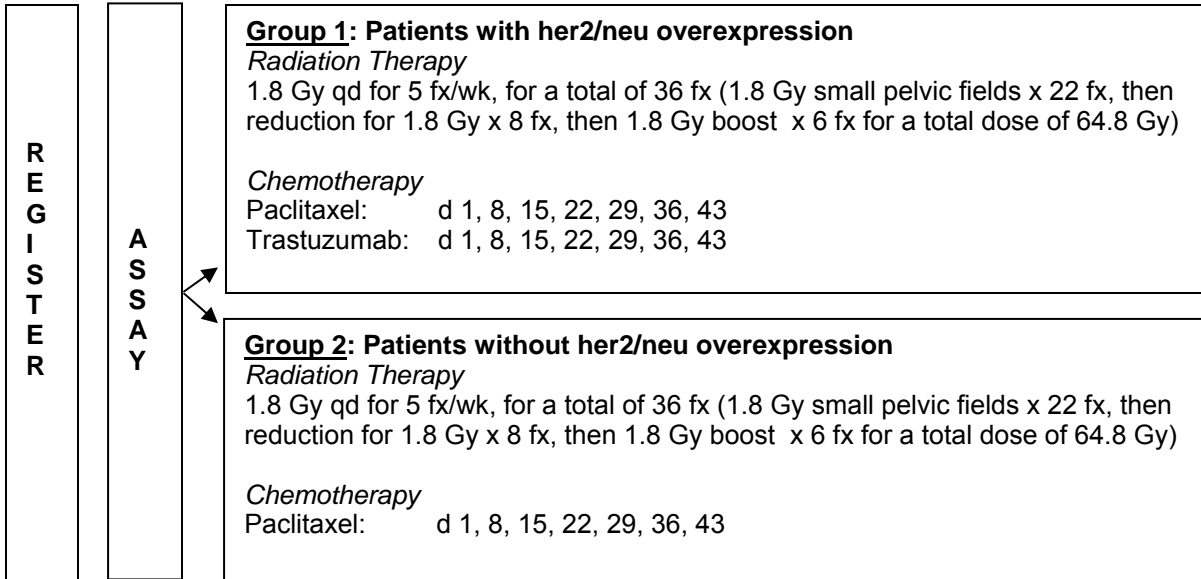 REGISTER
ASSAY
Group 1: Patients with her2/neu overexpression
Radiation Therapy
1.8 Gy qd for 5 fx/wk, for a total of 36 fx (1.8 Gy small pelvic fields x 22 fx, then
reduction for 1.8 Gy x 8 fx, then 1.8 Gy boost x 6 fx for a total dose of 64.8 Gy)
Chemotherapy
Paclitaxel: d 1, 8, 15, 22, 29, 36, 43
Trastuzumab: d 1, 8, 15, 22, 29, 36, 43
Group 2: Patients without her2/neu overexpression
Radiation Therapy
1.8 Gy qd for 5 fx/wk, for a total of 36 fx (1.8 Gy small pelvic fields x 22 fx, then
reduction for 1.8 Gy x 8 fx, then 1.8 Gy boost x 6 fx for a total dose of 64.8 Gy)
Chemotherapy
Paclitaxel: d 1, 8, 15, 22, 29, 36, 43